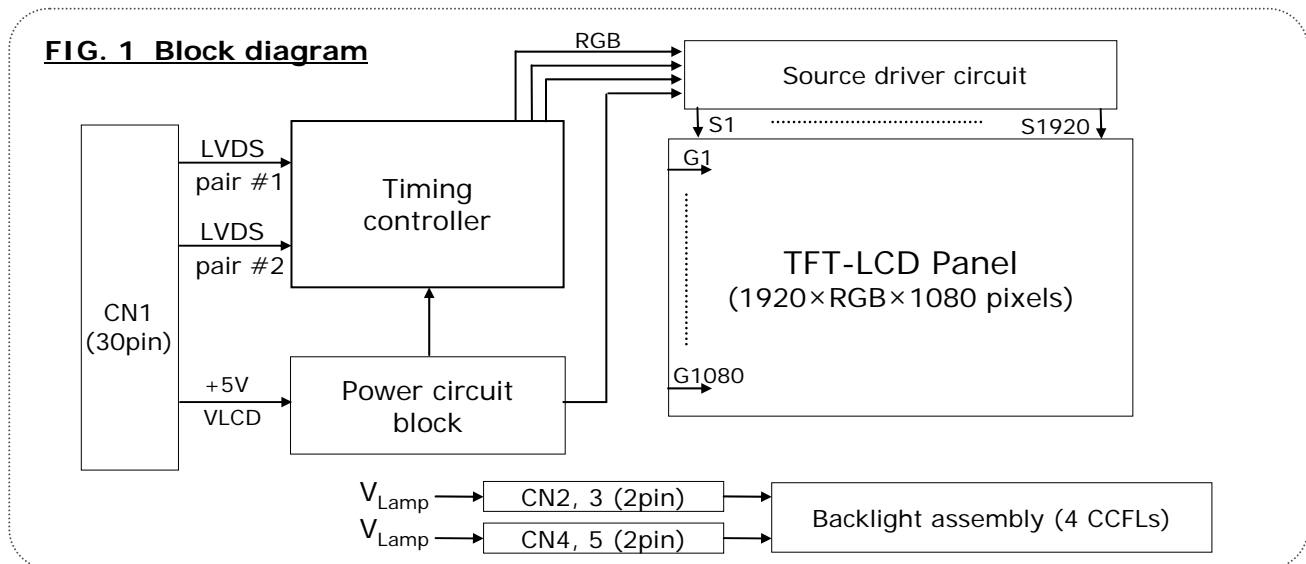 FIG. 1 Block diagram
RGB
Source driver circuit
S1
S1920
CN1
(30pin)
LVDS
pair #1
LVDS
pair #2
+5V
VLCD
Timing
controller
Power circuit
block
G1
TFT-LCD Panel
(1920×RGB×1080 pixels)
G1080
VLamp
CN2, 3 (2pin)
VLamp
CN4, 5 (2pin)
Backlight assembly (4 CCFLs)